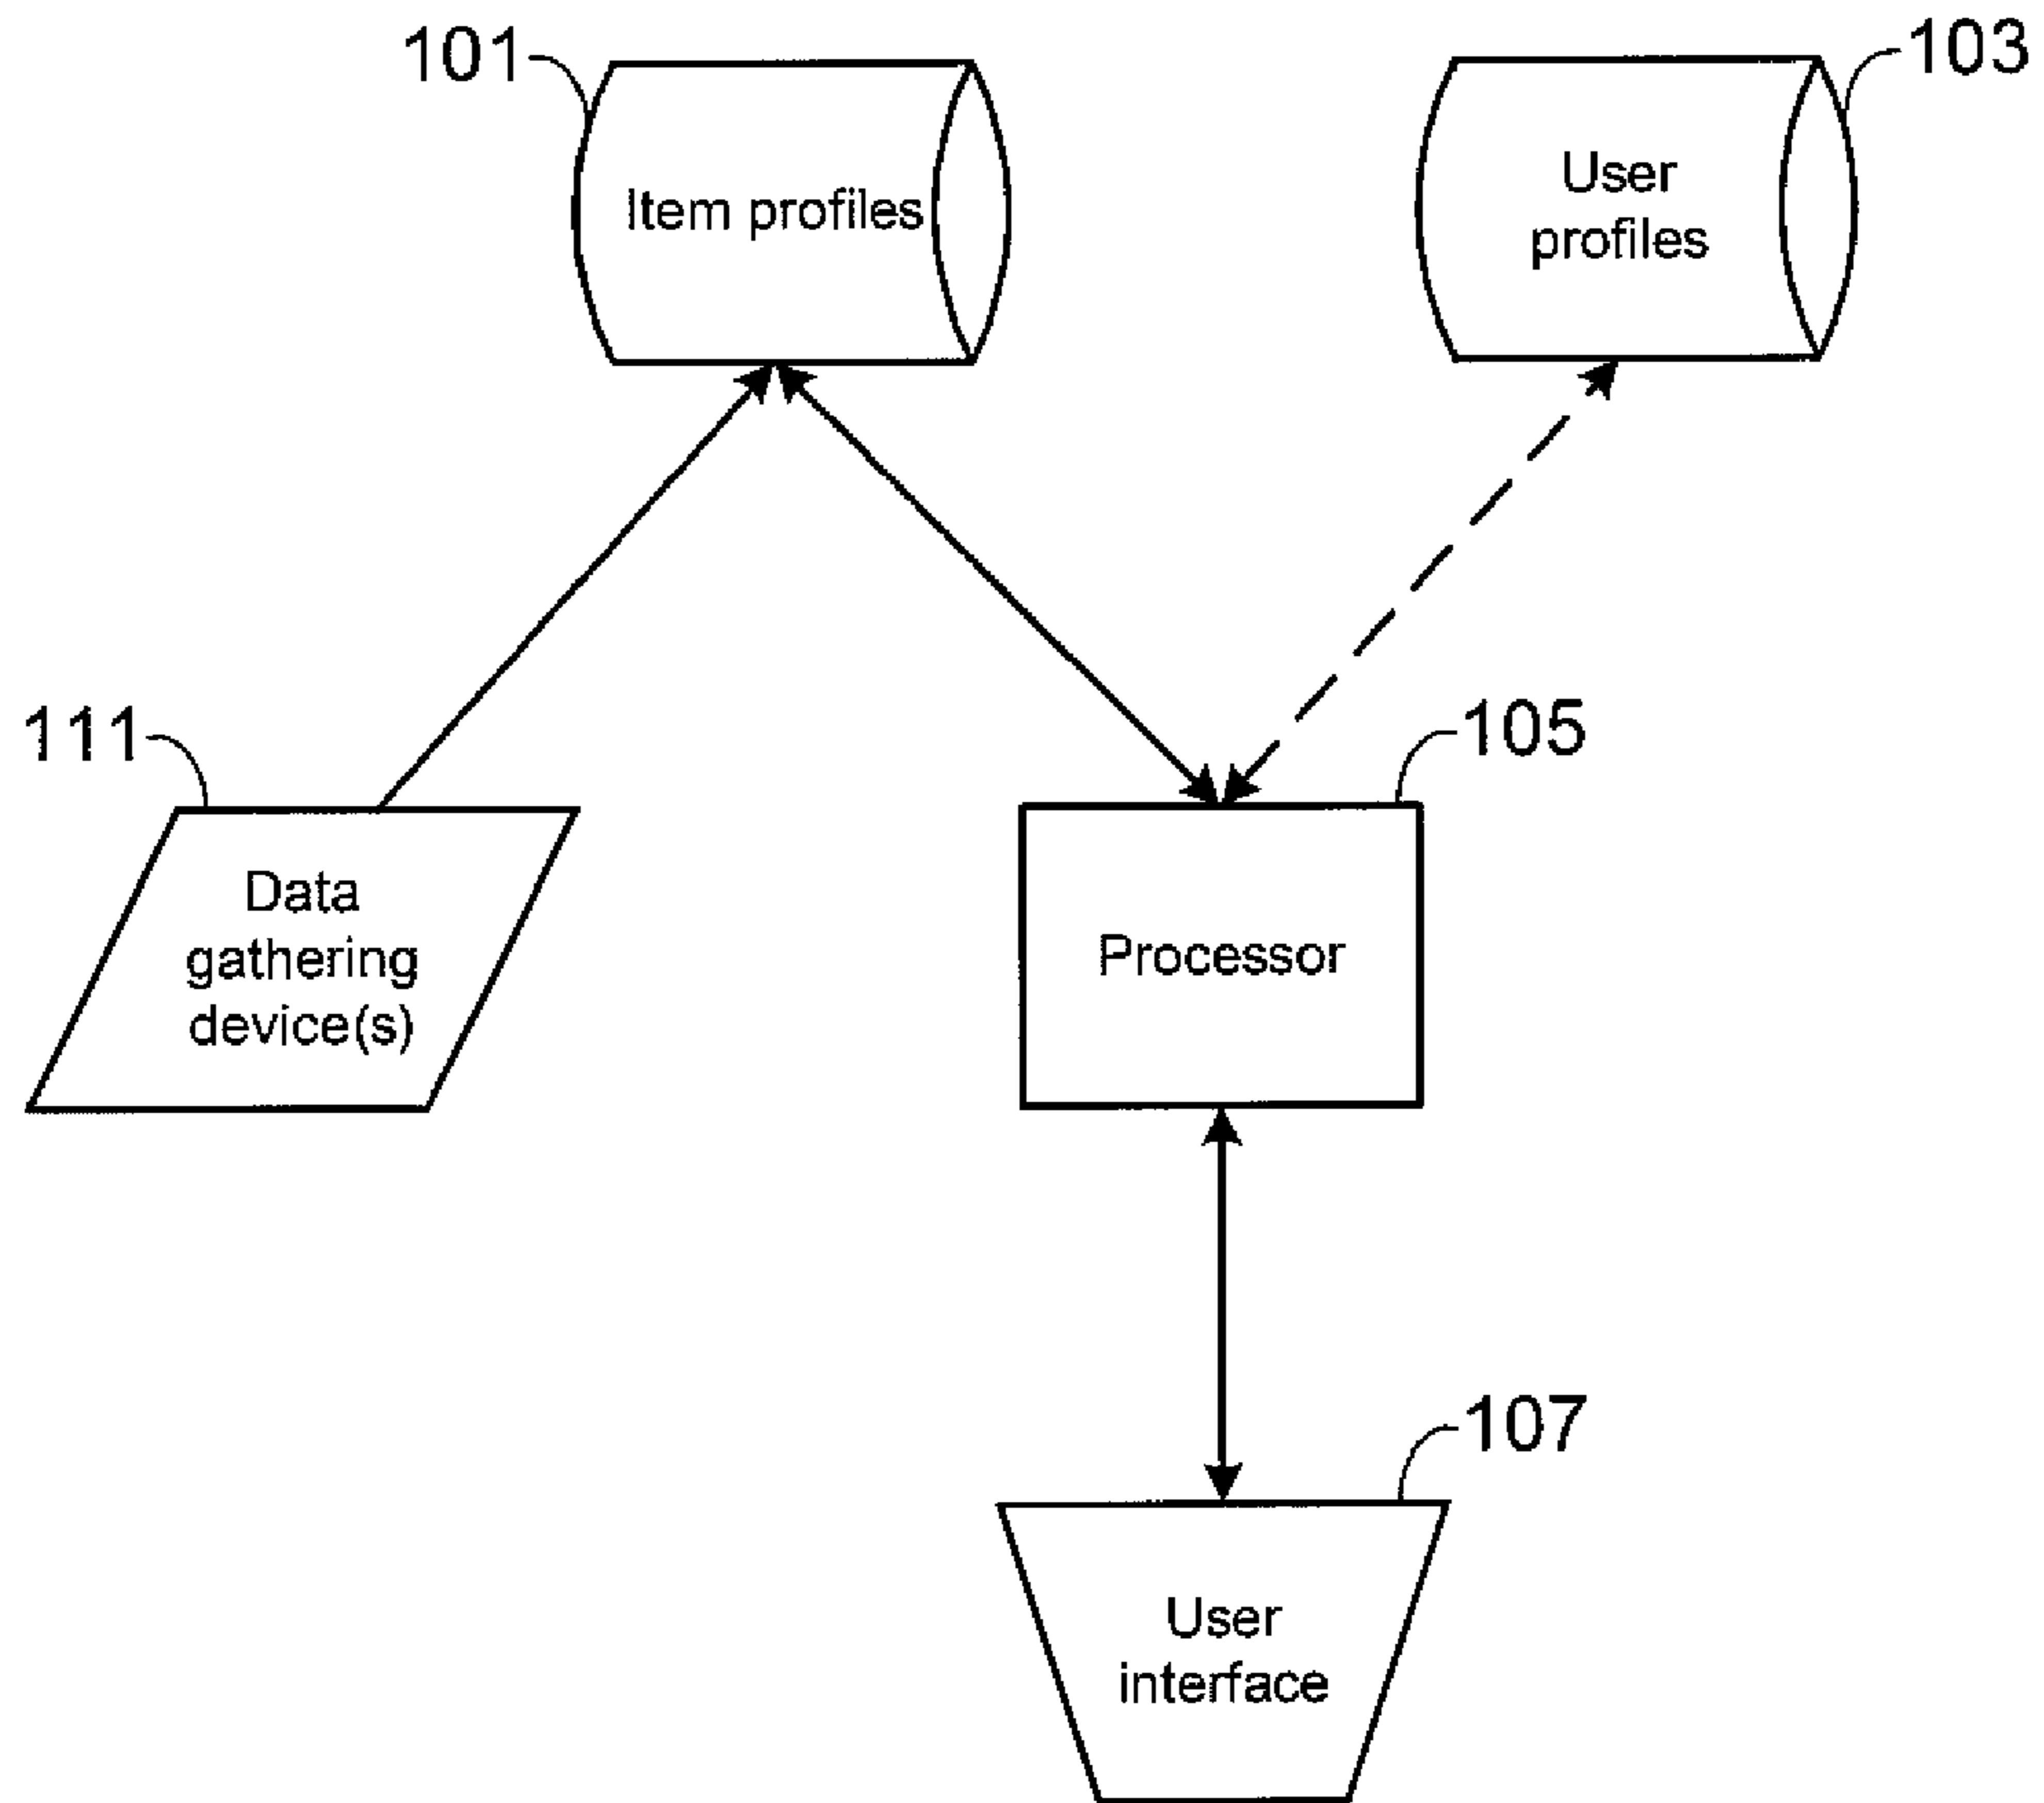 101
103
Item profiles
User
profiles
111
105
Data
gathering
device(s)
Processor
107
User
interface